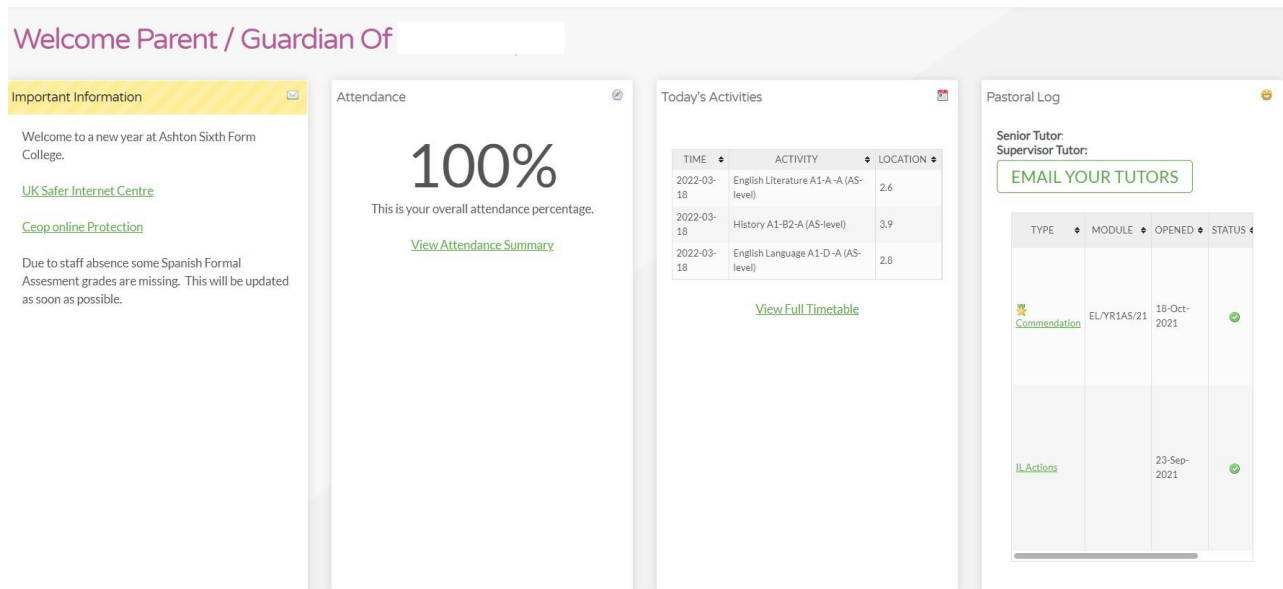 Welcome Parent / Guardian Of
Important Information
Welcome to a new year at Ashton Sixth Form
College.
UK Safer Internet Centre
Ceop online Protection
Due to staff absence some Spanish Formal
Assesment grades are missing. This will be updated
as soon as possible.
Attendance
100%
This is your overall attendance percentage.
View Attendance Summary
Today's Activities
TIME ACTIVITY LOCATION
2022-03-18 English Literature A1-A -A (AS-level) 2.6
2022-03-18 History A1-B2-A (AS-level) 3.9
2022-03-18 English Language A1-D -A (AS-level) 2.8
View Full Timetable
Pastoral Log
Senior Tutor:
Supervisor Tutor:
EMAIL YOUR TUTORS
TYPE MODULE OPENED STATUS
Commendation EL/YR1AS/21 18-Oct-2021
IL Actions 23-Sep-2021